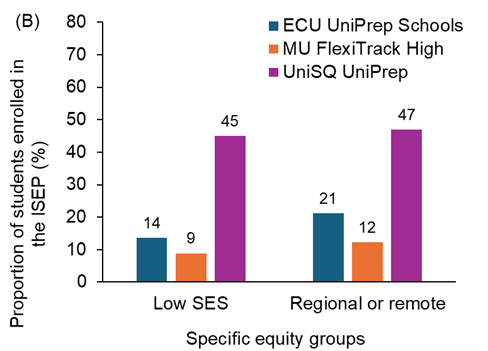 (B)
80
70
60
50
40
30
20
10
0
Proportion of students enrolled in
the ISEP (%)
ECU UniPrep Schools
MU FlexiTrack High
UniSQ UniPrep
14
9
45
21
12
47
Low SES
Regional or remote
Specific equity groups